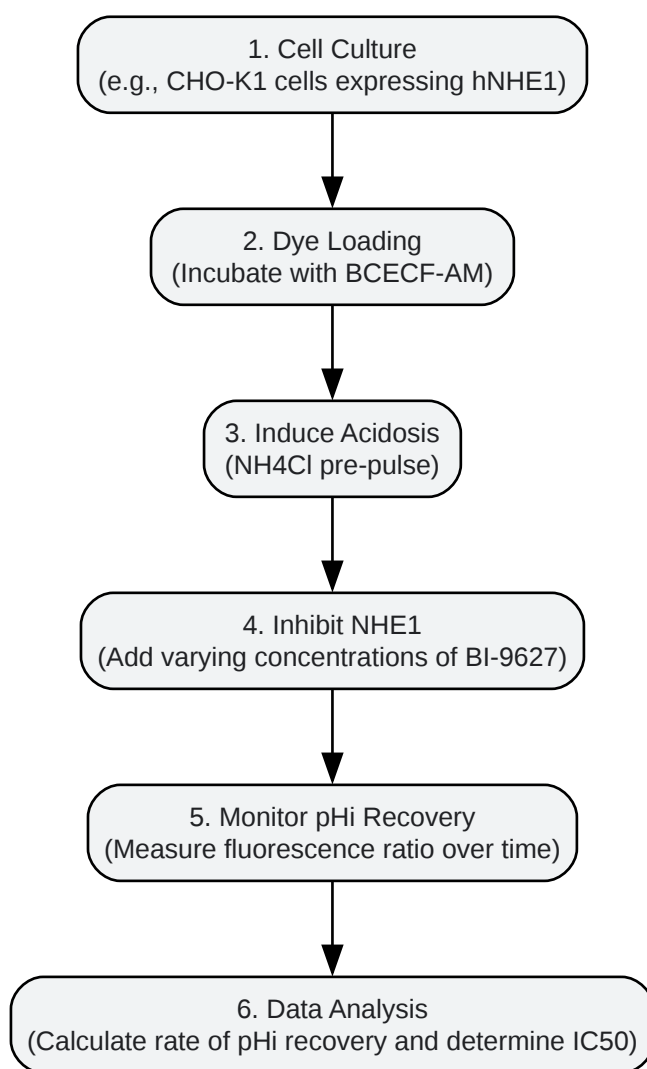 1. Cell Culture
(e.g., CHO-K1 cells expressing hNHE1)
2. Dye Loading
(Incubate with BCECF-AM)
3. Induce Acidosis
(NH4Cl pre-pulse)
4. Inhibit NHE1
(Add varying concentrations of BI-9627)
5. Monitor pHi Recovery
(Measure fluorescence ratio over time)
6. Data Analysis
(Calculate rate of pHi recovery and determine IC50)